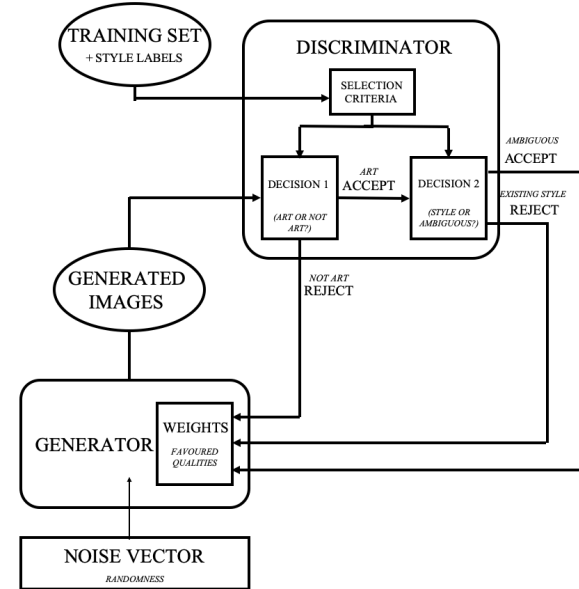 TRAINING SET
+ STYLE LABELS
DISCRIMINATOR
SELECTION
CRITERIA
DECISION 1
(ART OR NOT
ART?)
ART
ACCEPT
DECISION 2
(STYLE OR
AMBIGUOUS?)
AMBIGUOUS
ACCEPT
EXISTING STYLE
REJECT
NOT ART
REJECT
GENERATED
IMAGES
GENERATOR
WEIGHTS
FAVOURED
QUALITIES
NOISE VECTOR
RANDOMNESS